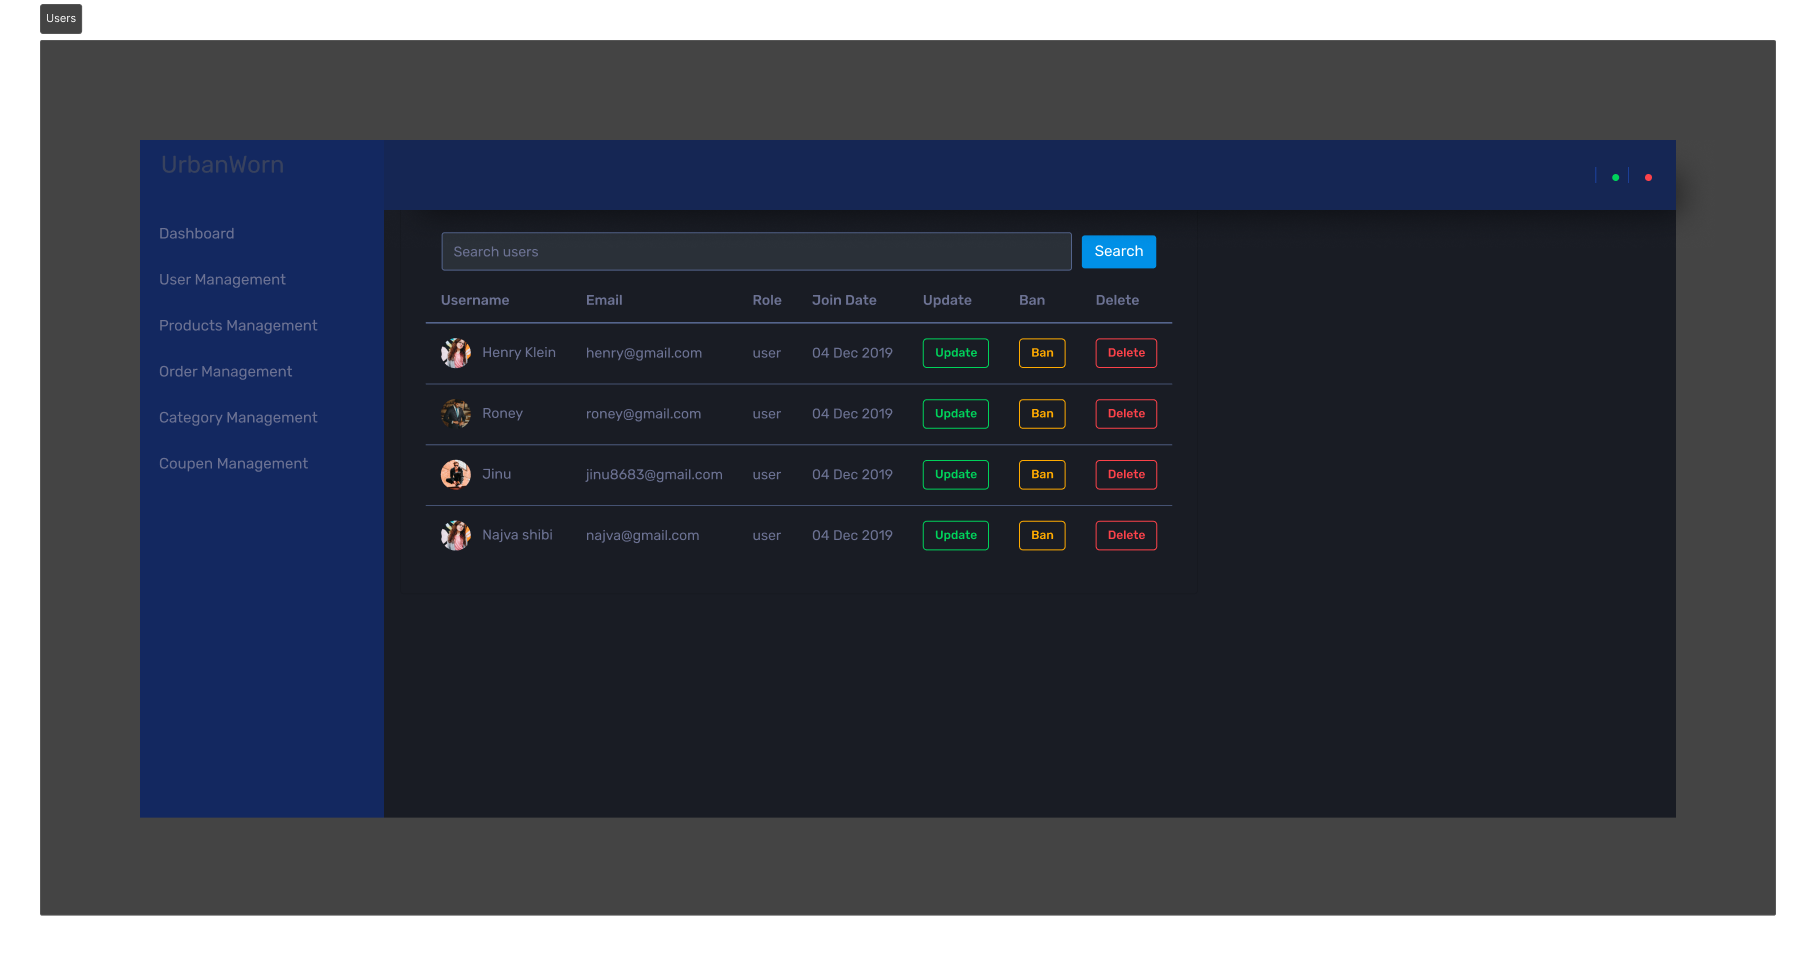 Users
UrbanWorn
Dashboard
User Management
Products Management
Order Management
Category Management
Coupen Management
Search users
Search
Username Email Role Join Date Update Ban Delete
Henry Klein henry@gmail.com user 04 Dec 2019 Update Ban Delete
Roney roney@gmail.com user 04 Dec 2019 Update Ban Delete
Jinu jinu8683@gmail.com user 04 Dec 2019 Update Ban Delete
Najva shibi najva@gmail.com user 04 Dec 2019 Update Ban Delete